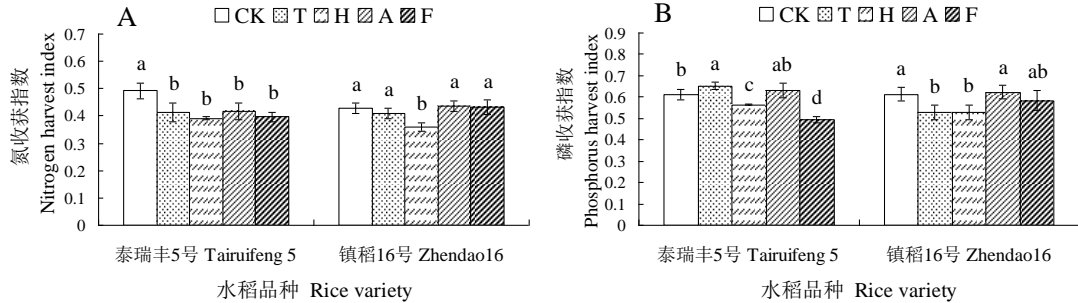 A
CK T H A F
氮收获指数
Nitrogen harvest index
0.7
0.6
0.5
0.4
0.3
0.2
0.1
0
a b b b b
a a b a a
泰瑞丰5号 Tairuifeng 5 镇稻16号 Zhendao16
水稻品种 Rice variety
B
CK T H A F
磷收获指数
Phosphorus harvest index
0.9
0.8
0.7
0.6
0.5
0.4
0.3
0.2
0.1
0
b a c ab d
a b b a ab
泰瑞丰5号 Tairuifeng 5 镇稻16号 Zhendao16
水稻品种 Rice variety